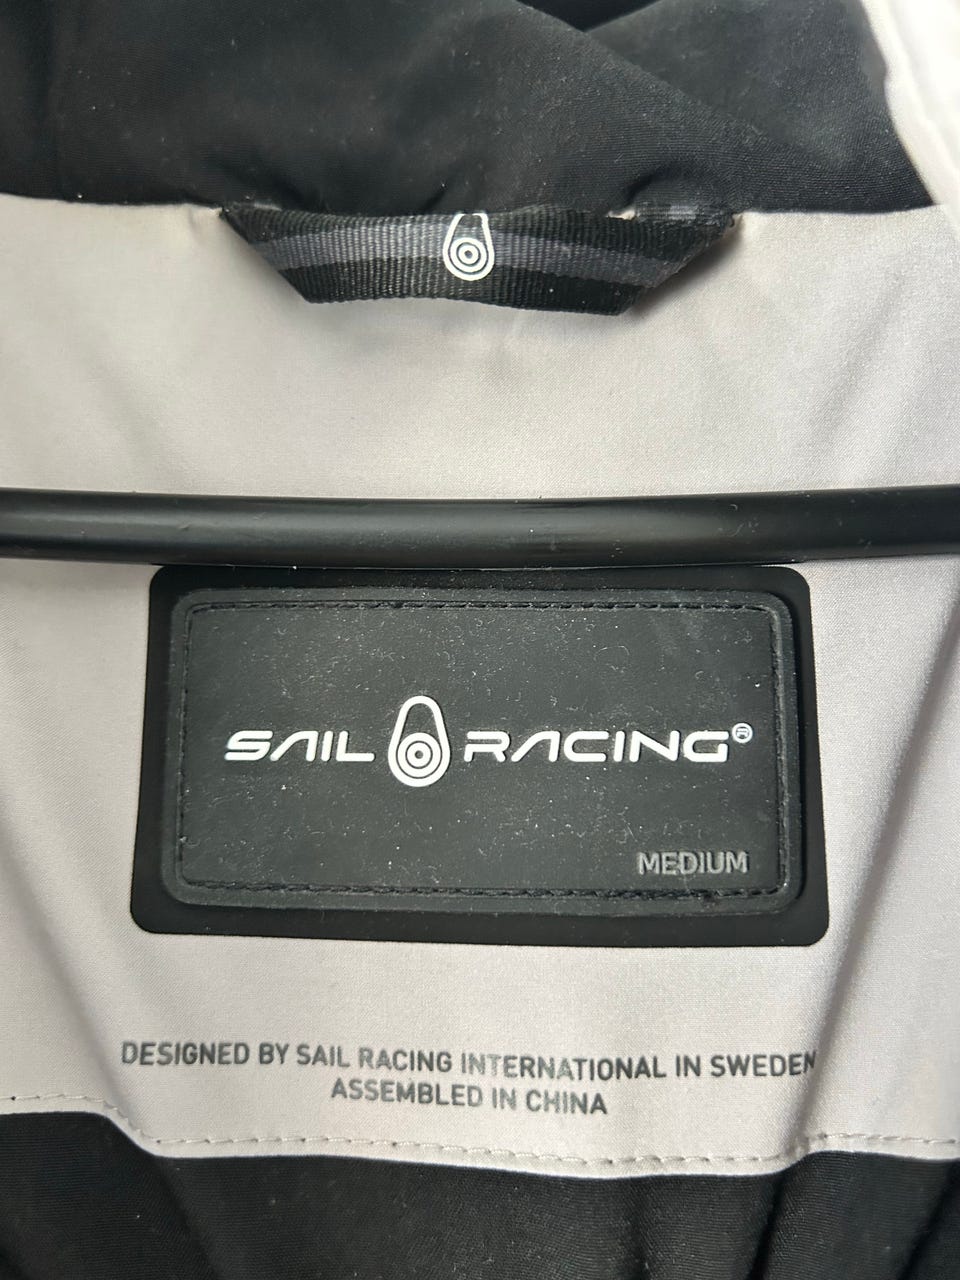 SAIL RACING®
MEDIUM
DESIGNED BY SAIL RACING INTERNATIONAL IN SWEDEN
ASSEMBLED IN CHINA